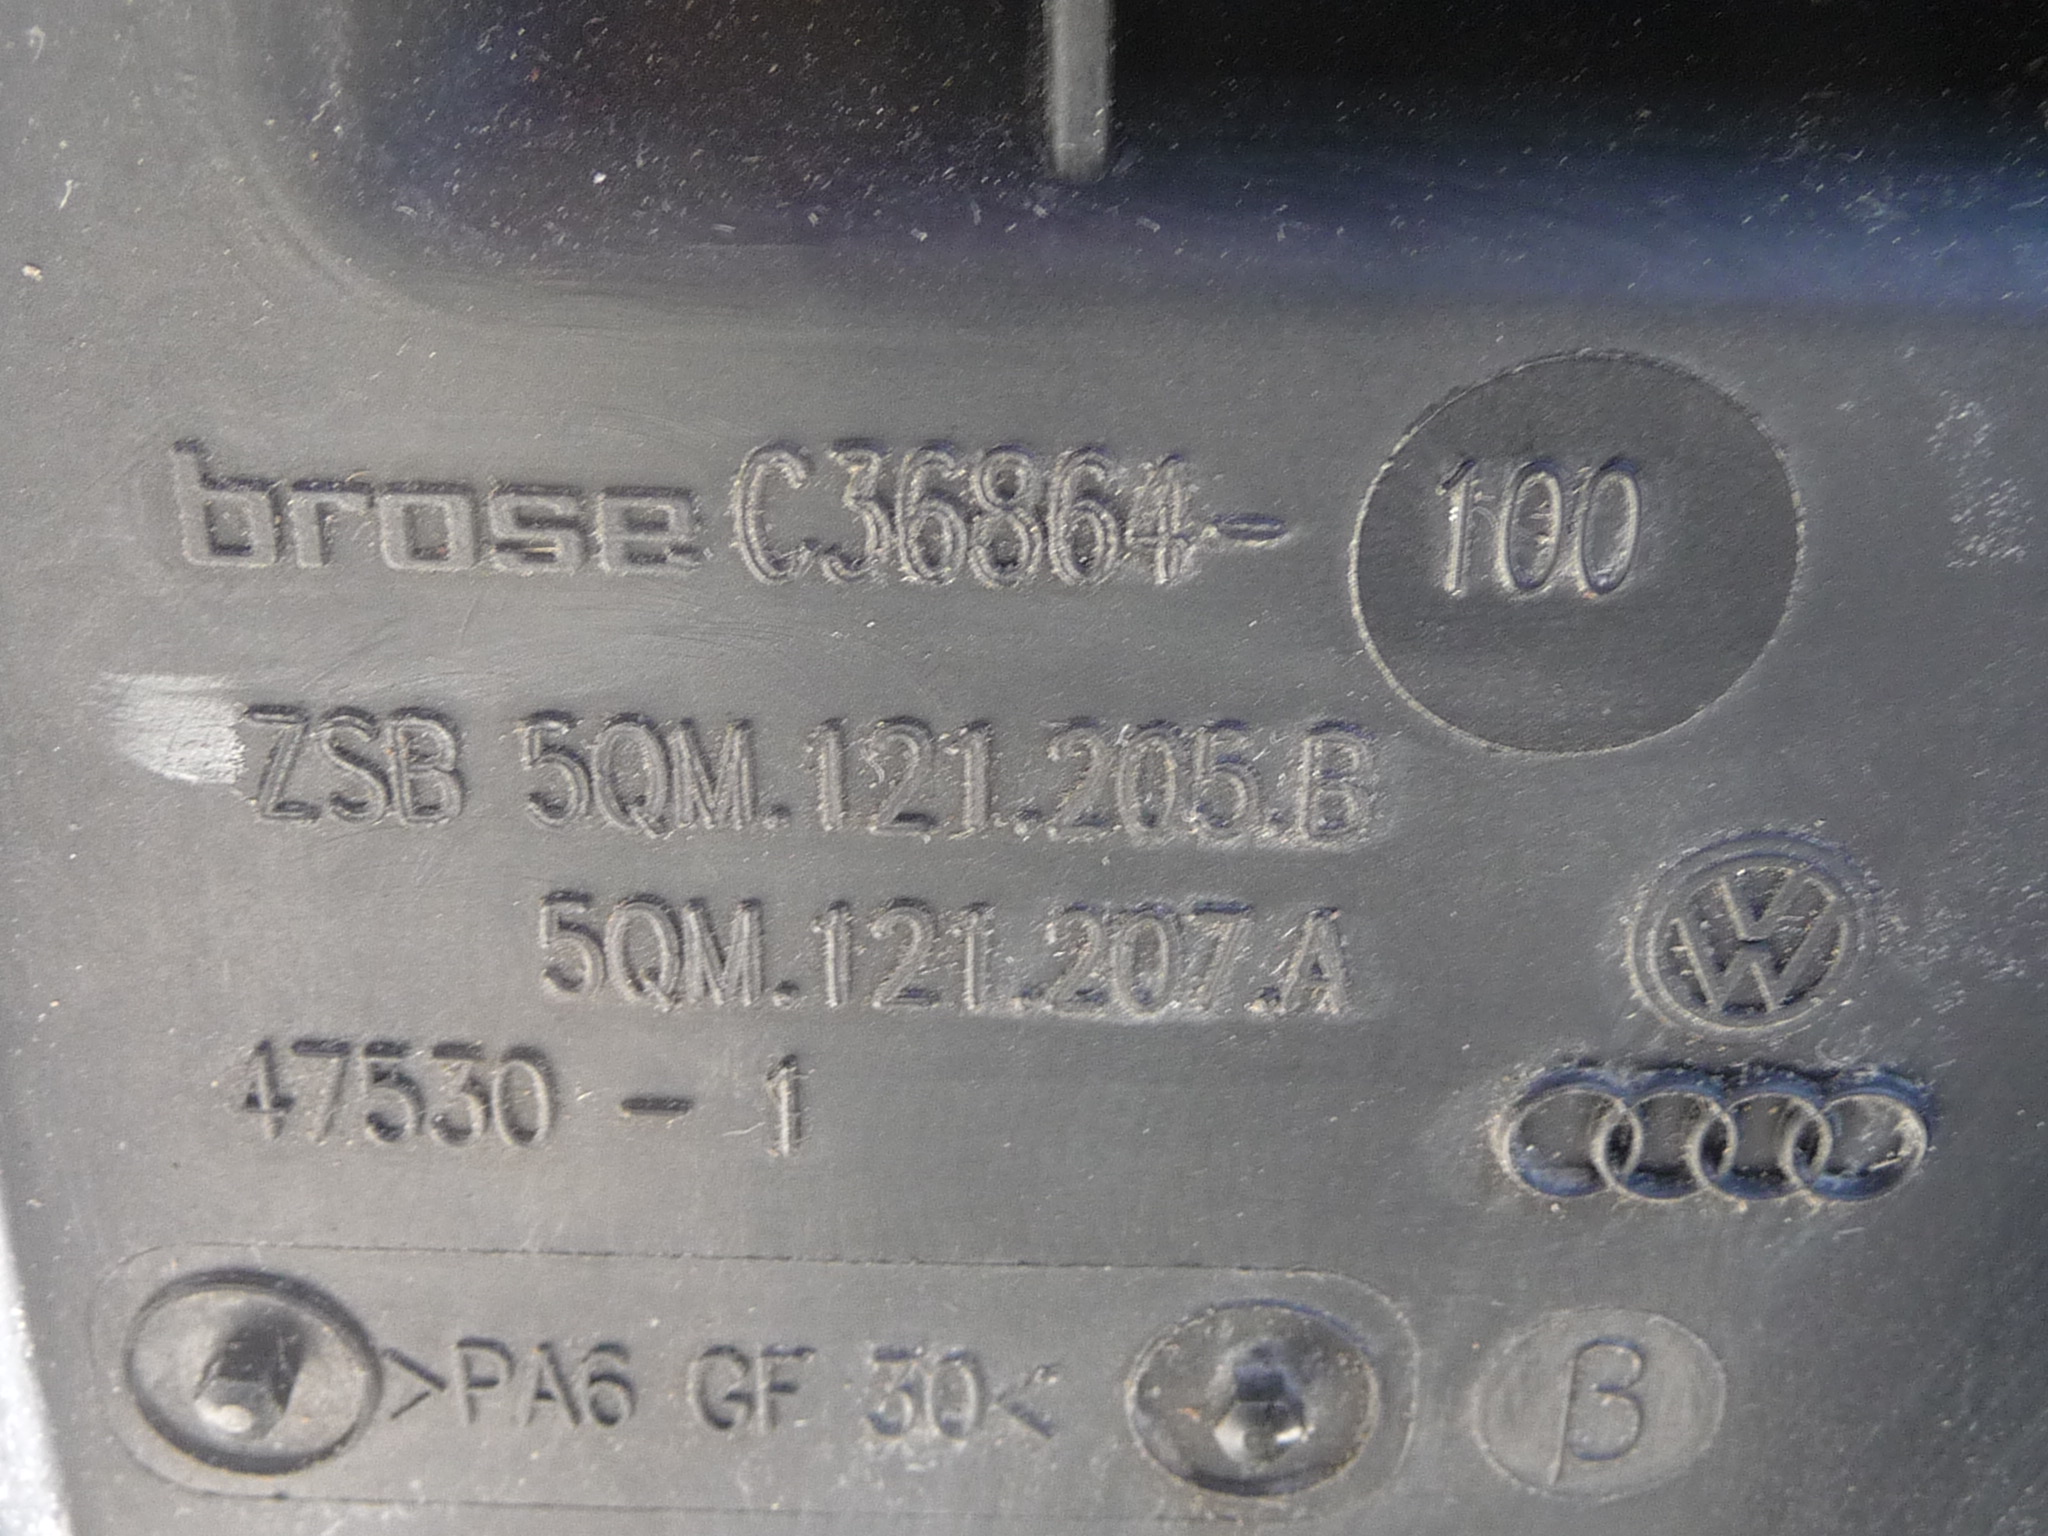 brose C36864-100
ZSB 5QM.121.205.B
5QM.121.207.A
47530 - 1
>PA6 GF 30<
β